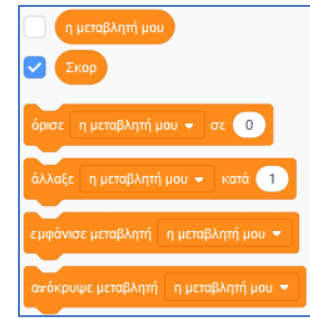 η μεταβλητή μου
Σκορ
όρισε η μεταβλητή μου σε 0
άλλαξε η μεταβλητή μου κατά 1
εμφάνισε μεταβλητή η μεταβλητή μου
απόκρυψε μεταβλητή η μεταβλητή μου